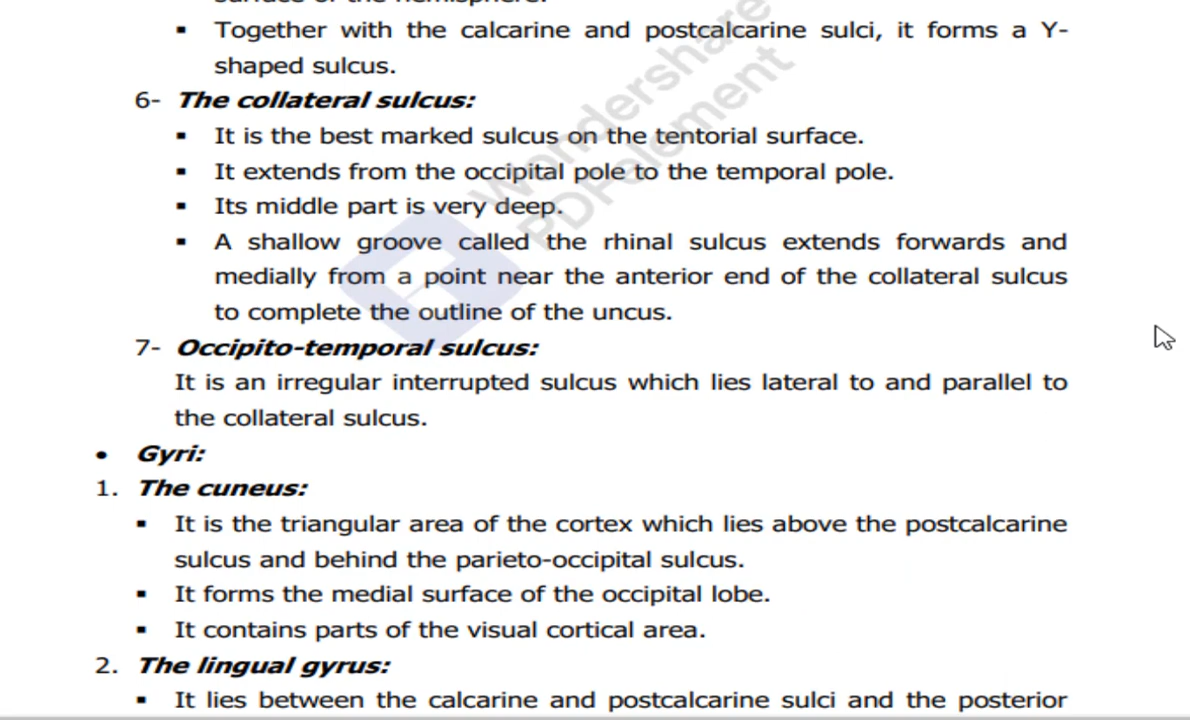 ▪ Together with the calcarine and postcalcarine sulci, it forms a Y-
shaped sulcus.
6- The collateral sulcus:
▪ It is the best marked sulcus on the tentorial surface.
▪ It extends from the occipital pole to the temporal pole.
▪ Its middle part is very deep.
▪ A shallow groove called the rhinal sulcus extends forwards and
medially from a point near the anterior end of the collateral sulcus
to complete the outline of the uncus.
7- Occipito-temporal sulcus:
It is an irregular interrupted sulcus which lies lateral to and parallel to
the collateral sulcus.
• Gyri:
1. The cuneus:
▪ It is the triangular area of the cortex which lies above the postcalcarine
sulcus and behind the parieto-occipital sulcus.
▪ It forms the medial surface of the occipital lobe.
▪ It contains parts of the visual cortical area.
2. The lingual gyrus:
▪ It lies between the calcarine and postcalcarine sulci and the posterior
Wondershare
PDFelement